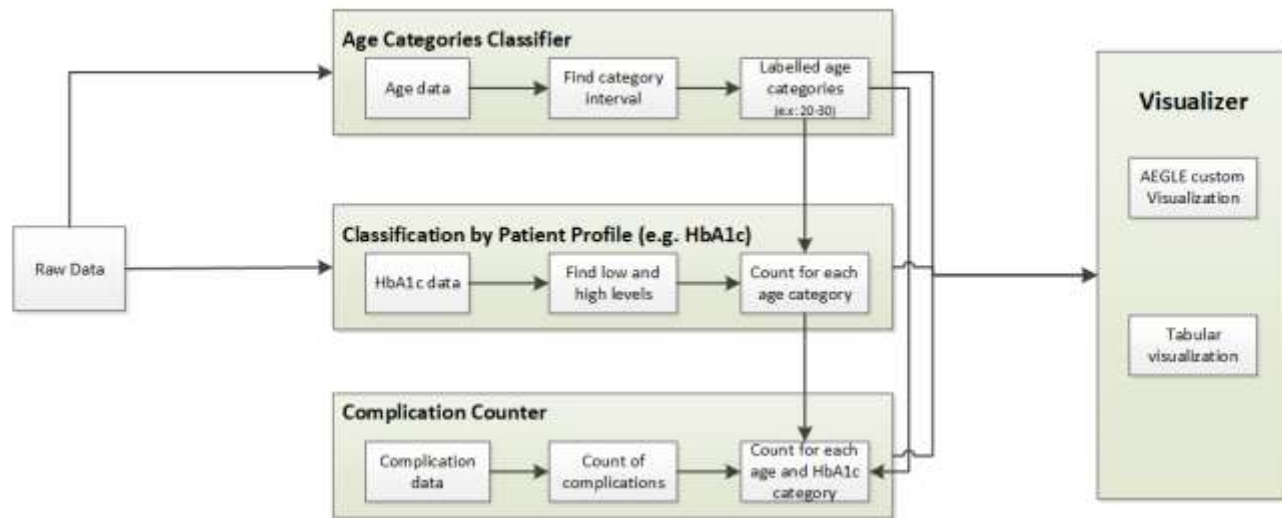 Age Categories Classifier
Age data
Find category
interval
Labelled age
categories
(e.x: 20-30)
Raw Data
Classification by Patient Profile (e.g. HbA1c)
HbA1c data
Find low and
high levels
Count for each
age category
Complication Counter
Complication
data
Count of
complications
Count for each
age and HbA1c
category
Visualizer
AEGLE custom
Visualization
Tabular
visualization